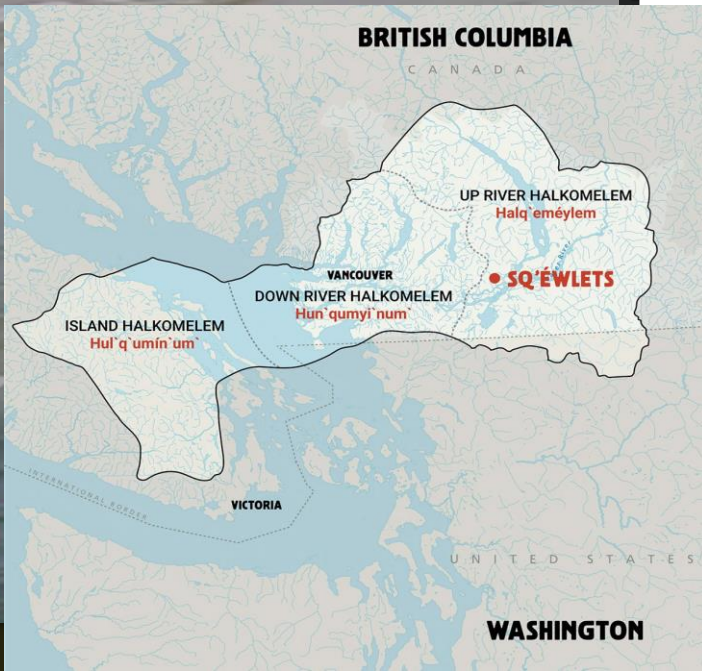 BRITISH COLUMBIA
CANADA
UP RIVER HALKOMELEM
Halq`eméylem
VANCOUVER
SQ'ÉWLETS
DOWN RIVER HALKOMELEM
Hun`qumyi`num`
ISLAND HALKOMELEM
Hul`q`umín`um`
INTERNATIONAL BORDER
VICTORIA
UNITED STATES
WASHINGTON